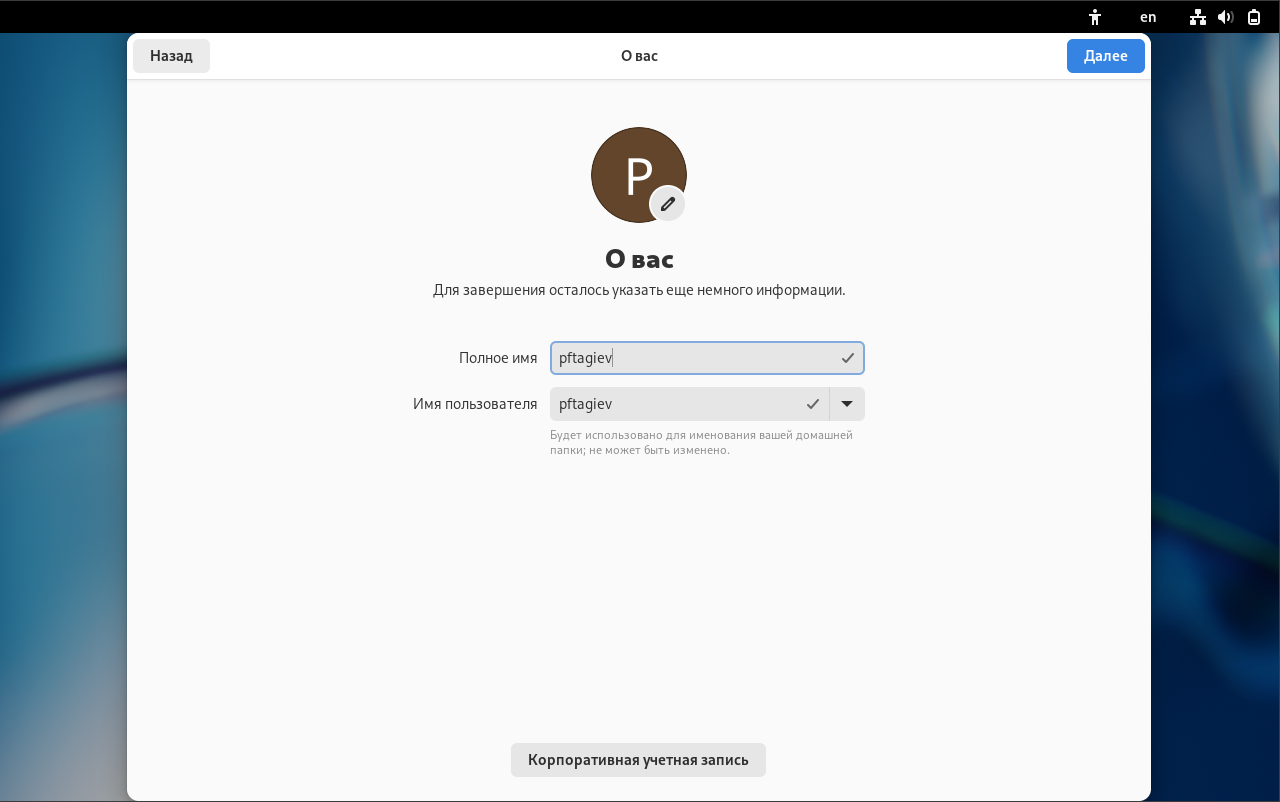 en
Назад
О вас
Далее
P
О вас
Для завершения осталось указать еще немного информации.
Полное имя
pftagiev
Имя пользователя
pftagiev
Будет использовано для именования вашей домашней
папки; не может быть изменено.
Корпоративная учетная запись